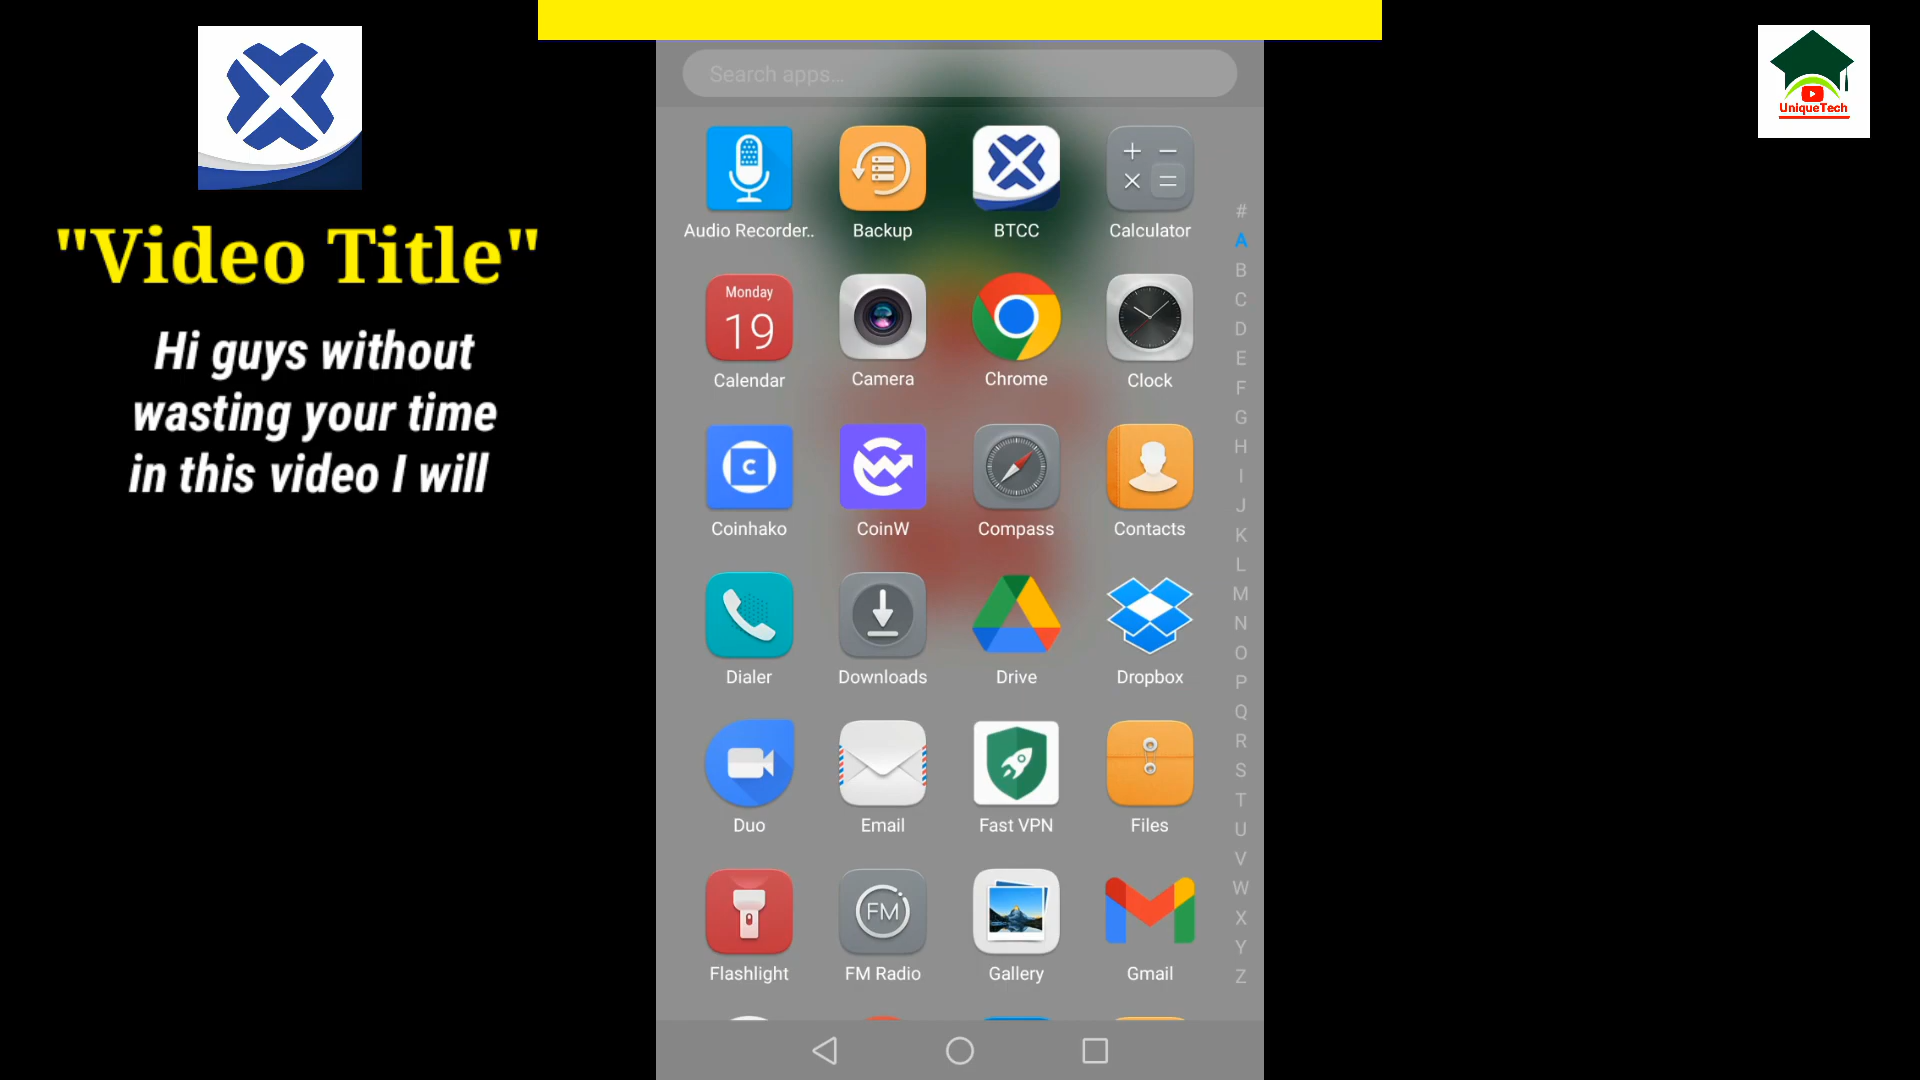 "Video Title"
Hi guys without
wasting your time
in this video I will
UniqueTech
Search apps...
Audio Recorder..
Backup
BTCC
Calculator
Monday
19
Calendar
Camera
Chrome
Clock
C
Coinhako
CoinW
Compass
Contacts
Dialer
Downloads
Drive
Dropbox
Duo
Email
Fast VPN
Files
FM
Flashlight
FM Radio
Gallery
Gmail
#
A
B
C
D
E
F
G
H
I
J
K
L
M
N
O
P
Q
R
S
T
U
V
W
X
Y
Z